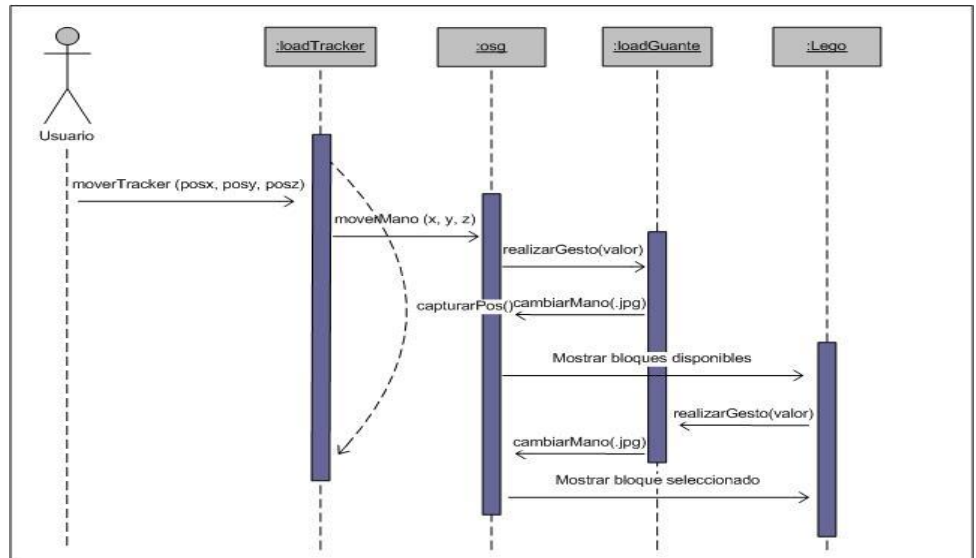 :loadTracker
:osg
:loadGuante
:Lego
Usuario
moverTracker (posx, posy, posz)
moverMano (x, y, z)
realizarGesto(valor)
capturarPos()
cambiarMano(.jpg)
Mostrar bloques disponibles
realizarGesto(valor)
cambiarMano(.jpg)
Mostrar bloque seleccionado